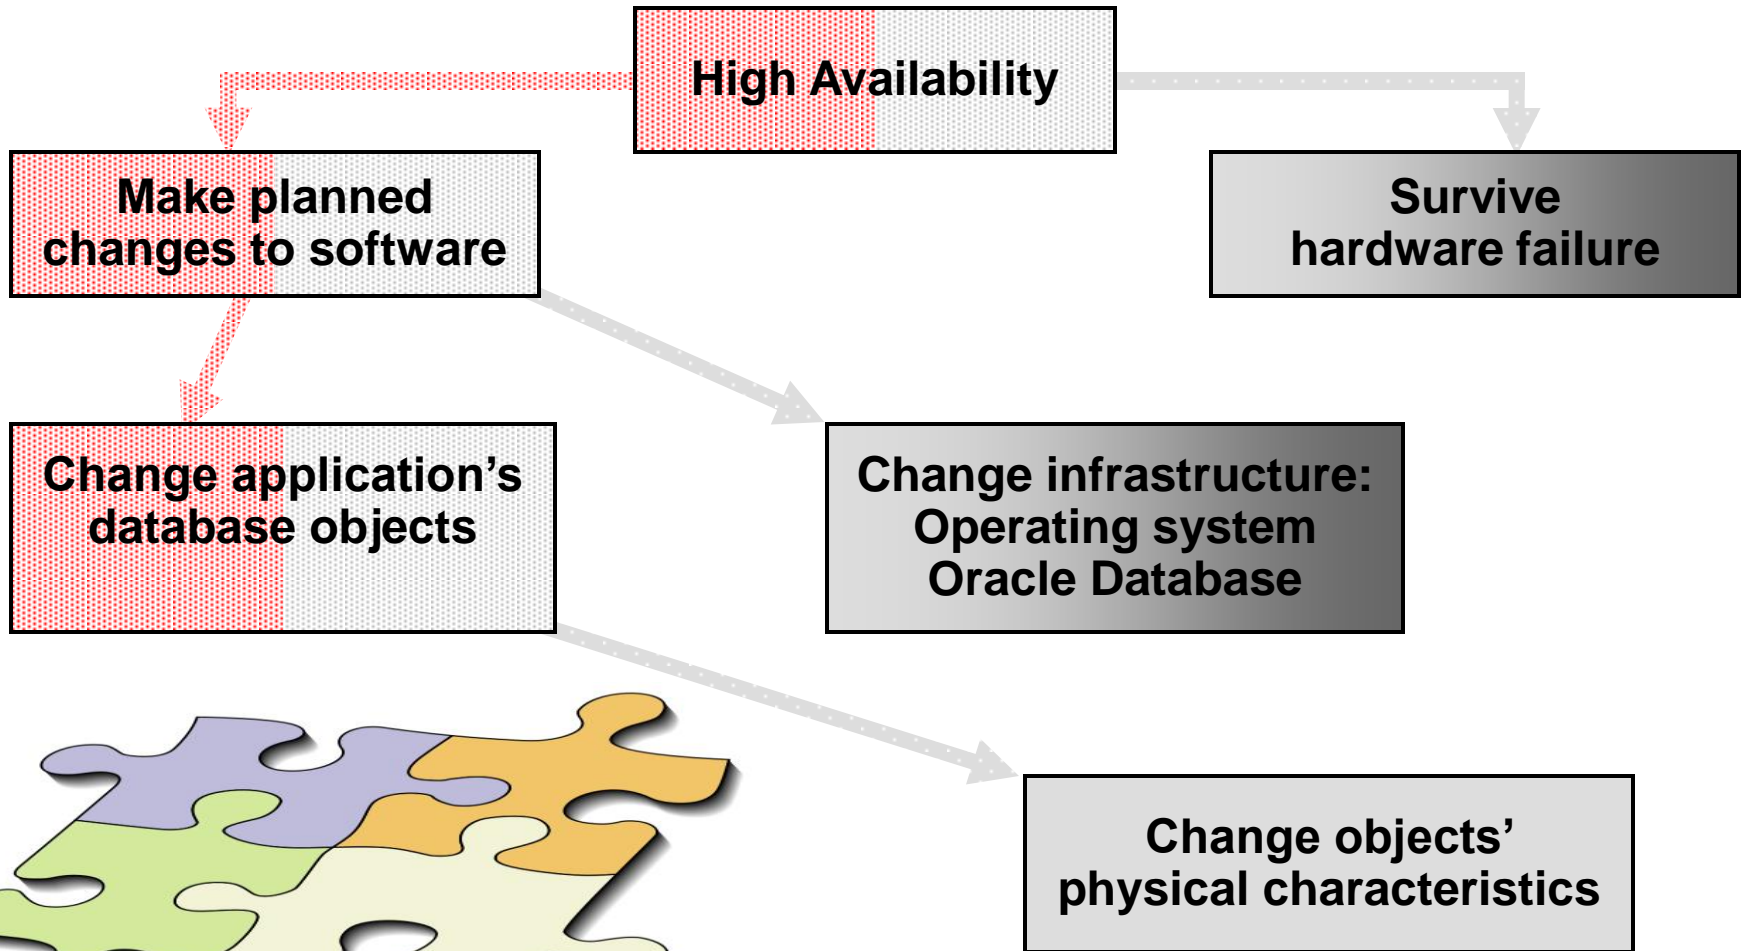 High Availability
Make planned
changes to software
Survive
hardware failure
Change application’s
database objects
Change infrastructure:
Operating system
Oracle Database
Change objects’
physical characteristics